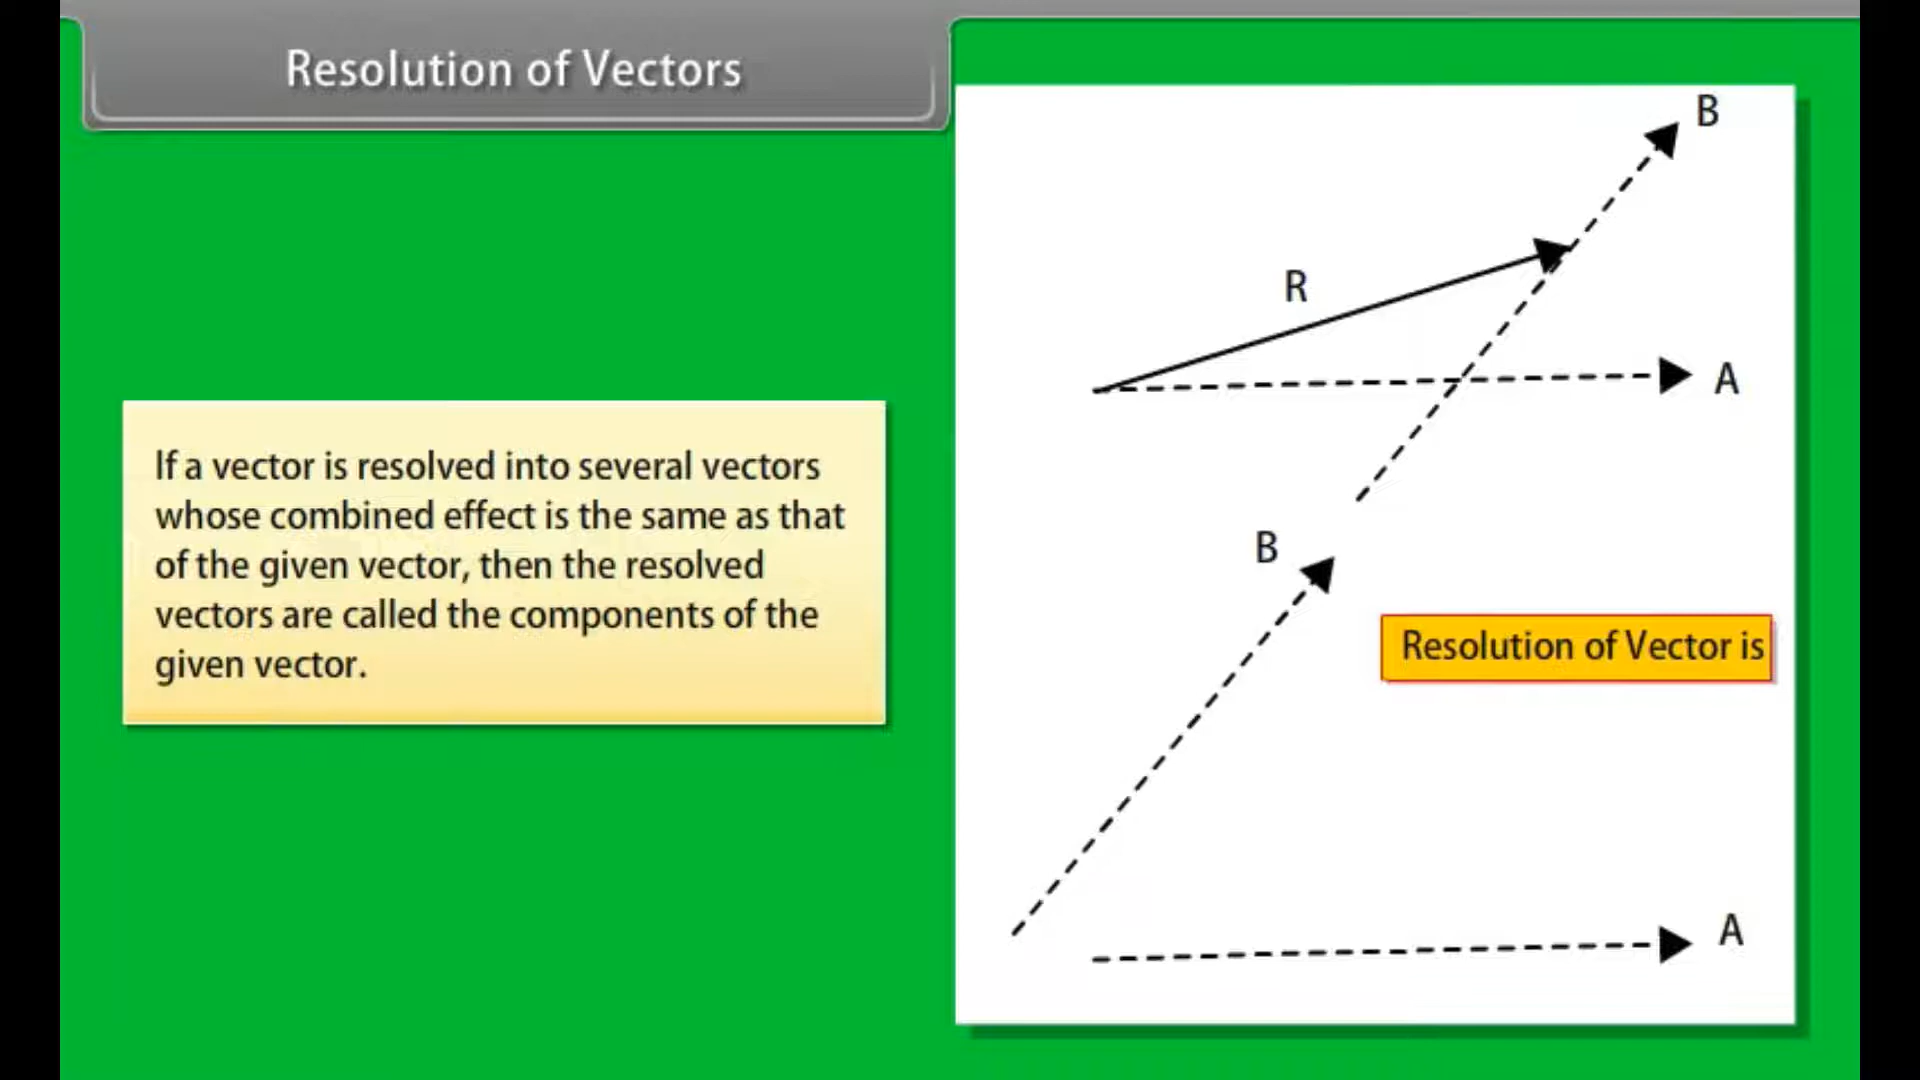 Resolution of Vectors
If a vector is resolved into several vectors
whose combined effect is the same as that
of the given vector, then the resolved
vectors are called the components of the
given vector.
B
R
A
B
Resolution of Vector is
A